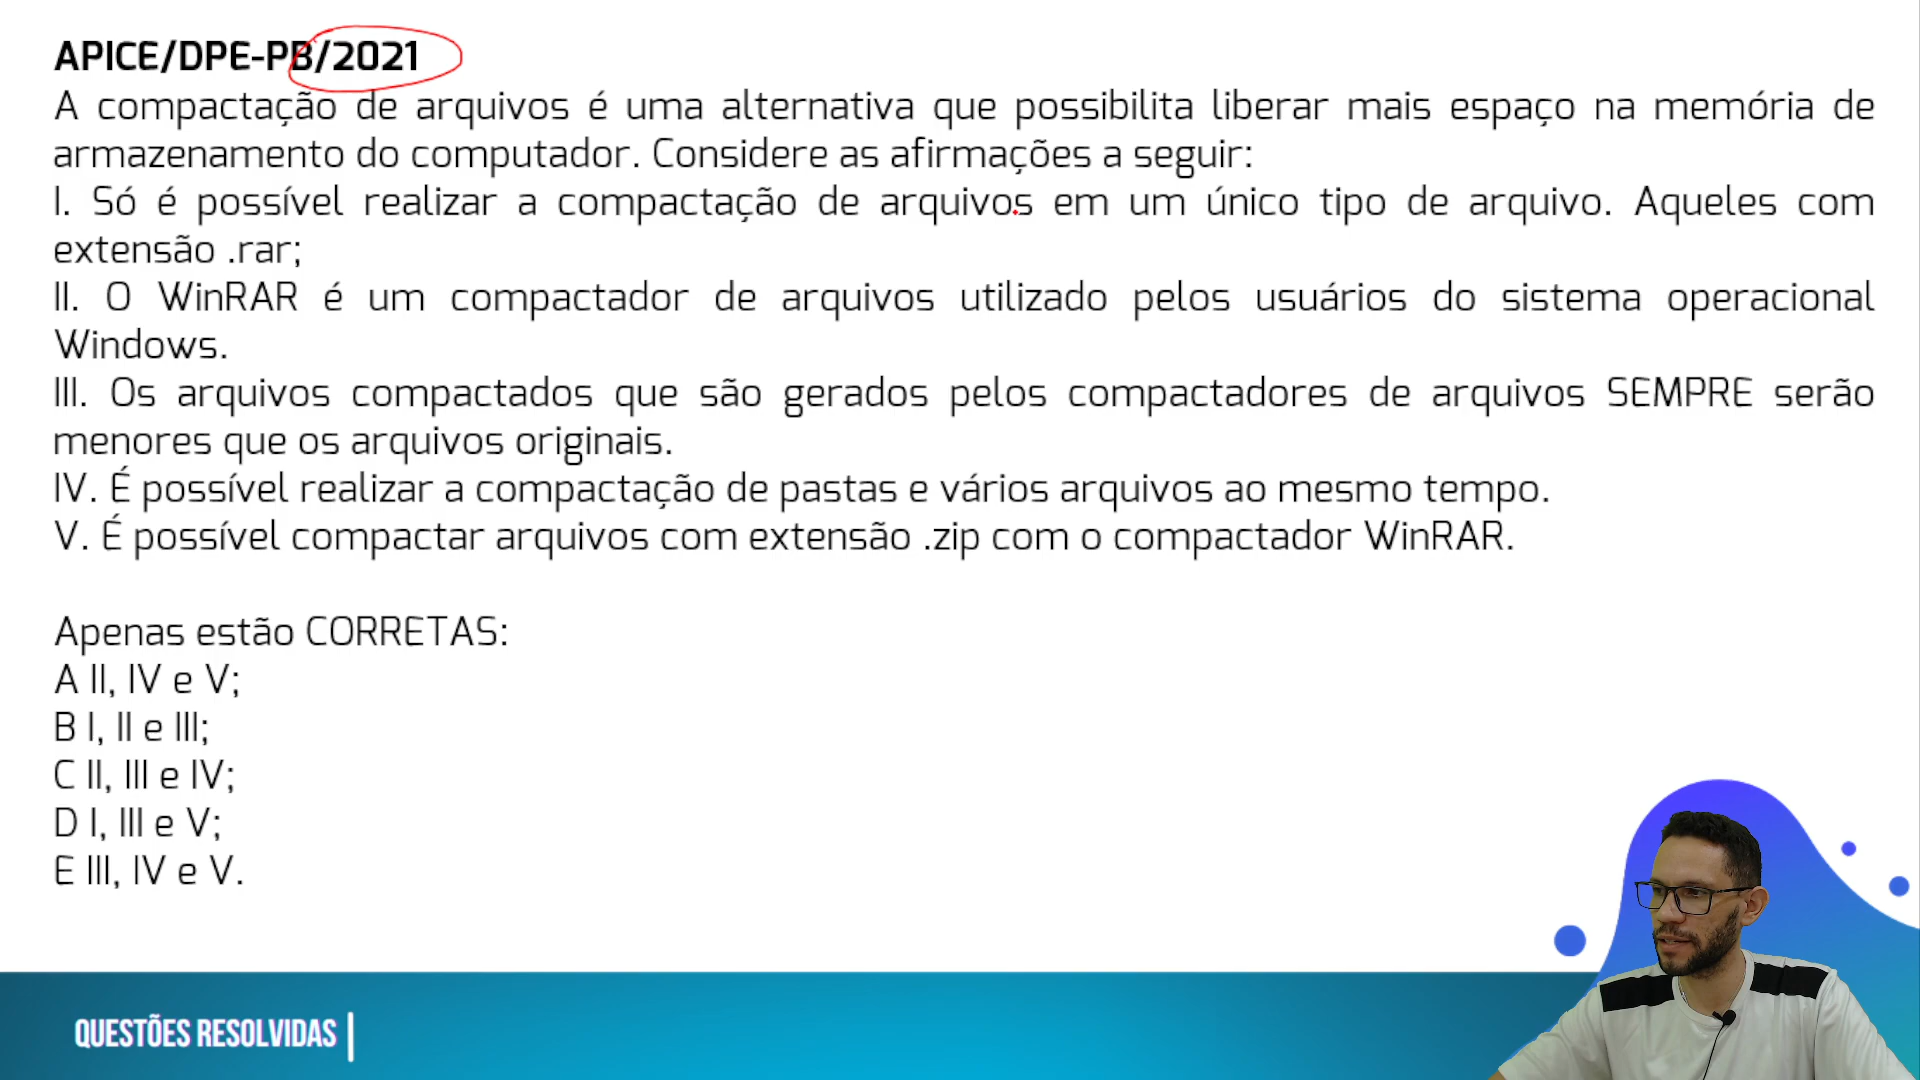 APICE/DPE-PB/2021
A compactação de arquivos é uma alternativa que possibilita liberar mais espaço na memória de
armazenamento do computador. Considere as afirmações a seguir:
I. Só é possível realizar a compactação de arquivos em um único tipo de arquivo. Aqueles com
extensão .rar;
II. O WinRAR é um compactador de arquivos utilizado pelos usuários do sistema operacional
Windows.
III. Os arquivos compactados que são gerados pelos compactadores de arquivos SEMPRE serão
menores que os arquivos originais.
IV. É possível realizar a compactação de pastas e vários arquivos ao mesmo tempo.
V. É possível compactar arquivos com extensão .zip com o compactador WinRAR.
Apenas estão CORRETAS:
A II, IV e V;
B I, II e III;
C II, III e IV;
D I, III e V;
E III, IV e V.
QUESTÕES RESOLVIDAS